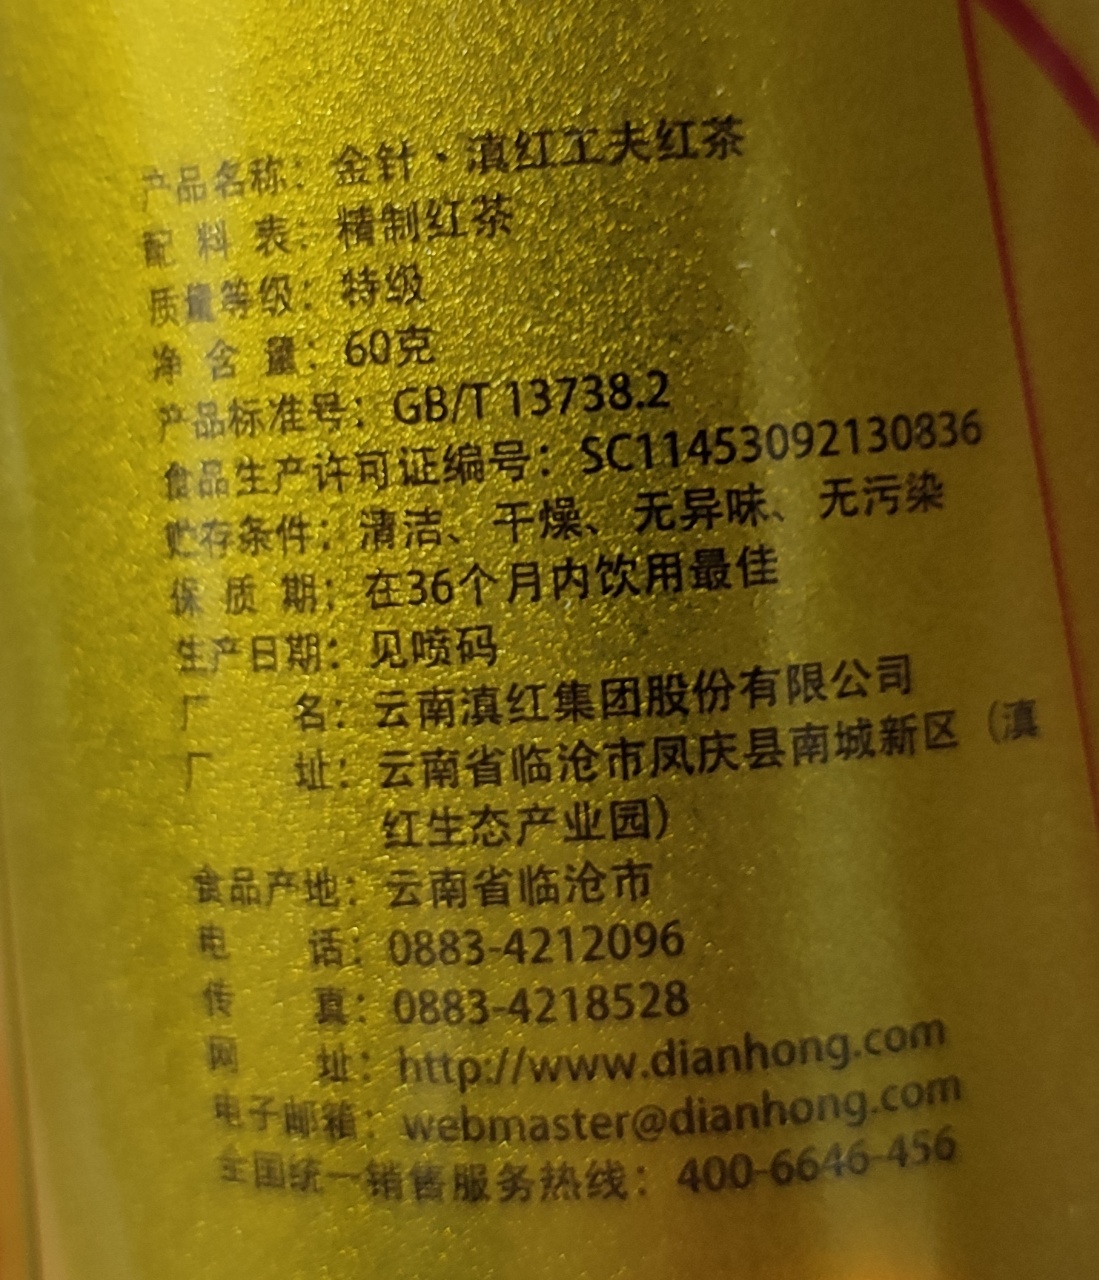 产品名称：金针·滇红工夫红茶
配料表：精制红茶
质量等级：特级
净含量：60克
产品标准号：GB/T 13738.2
食品生产许可证编号：SC11453092130836
贮存条件：清洁、干燥、无异味、无污染
保质期：在36个月内饮用最佳
生产日期：见喷码
厂名：云南滇红集团股份有限公司
厂址：云南省临沧市凤庆县南城新区（滇
红生态产业园）
食品产地：云南省临沧市
电话：0883-4212096
传真：0883-4218528
网址：http://www.dianhong.com
电子邮箱：webmaster@dianhong.com
全国统一销售服务热线：400-6646-456